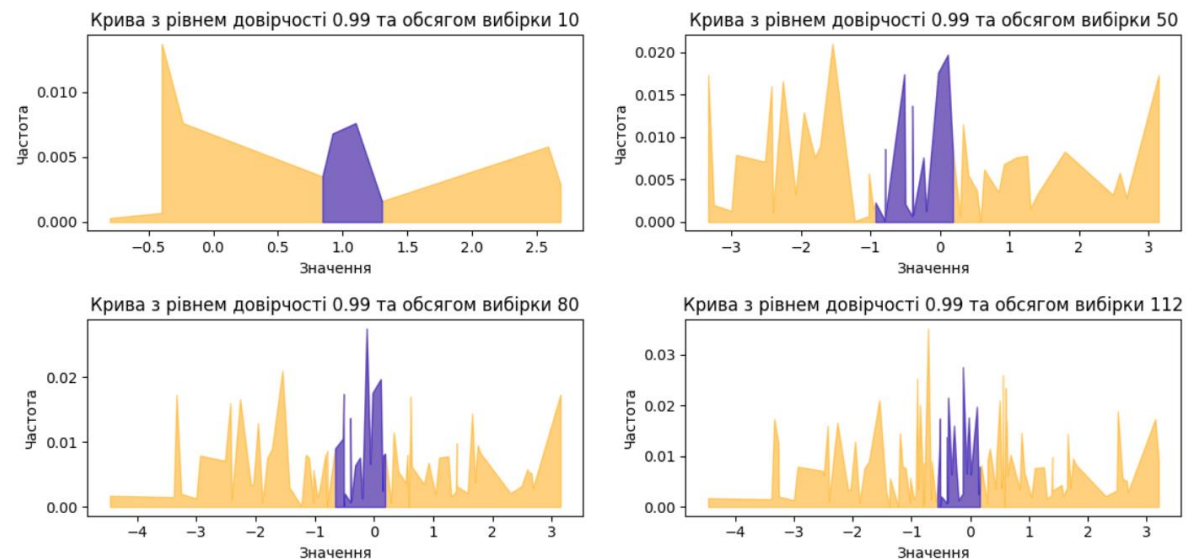 Крива з рівнем довірчості 0.99 та обсягом вибірки 10
0.010
0.005
0.000
Частота
−0.5 0.0 0.5 1.0 1.5 2.0 2.5
Значення
Крива з рівнем довірчості 0.99 та обсягом вибірки 50
0.020
0.015
0.010
0.005
0.000
Частота
−3 −2 −1 0 1 2 3
Значення
Крива з рівнем довірчості 0.99 та обсягом вибірки 80
0.02
0.01
0.00
Частота
−4 −3 −2 −1 0 1 2 3
Значення
Крива з рівнем довірчості 0.99 та обсягом вибірки 112
0.03
0.02
0.01
0.00
Частота
−4 −3 −2 −1 0 1 2 3
Значення